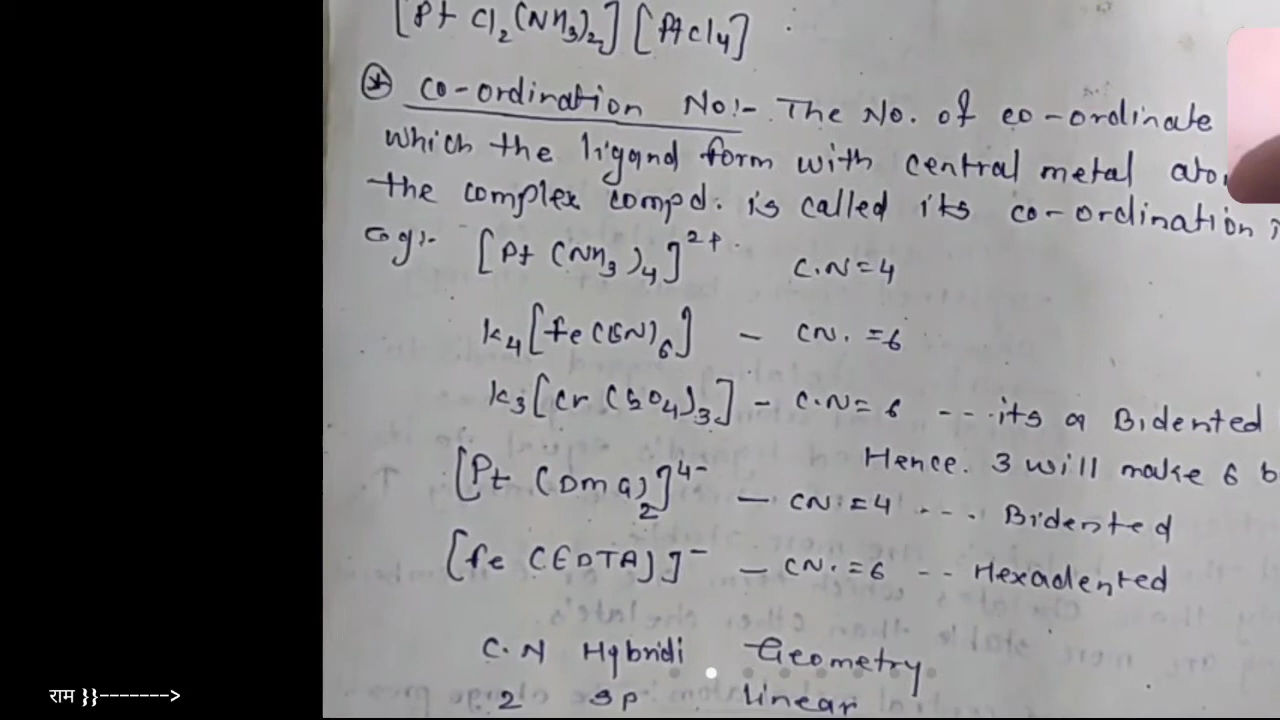 [Pt Cl2(NH3)2] [PtCl4]
* Co-ordination No:- The No. of co-ordinate
which the ligand form with central metal
the complex compd. is called its co-ordination
eg:- [Pt (NH3)4]2+. C.N=4
K4[Fe(CN)6] - CN. =6
K3[Cr(SO4)3] - C.N= 6 ---its a Bidented
Hence. 3 will make 6
[Pt (DMG)2]4- - CN.=4 ---. Bidented
[Fe (EDTA)]- - CN.=6 -- Hexadented
C.N Hybridi Geometry
2 sp linear
राम }}------->